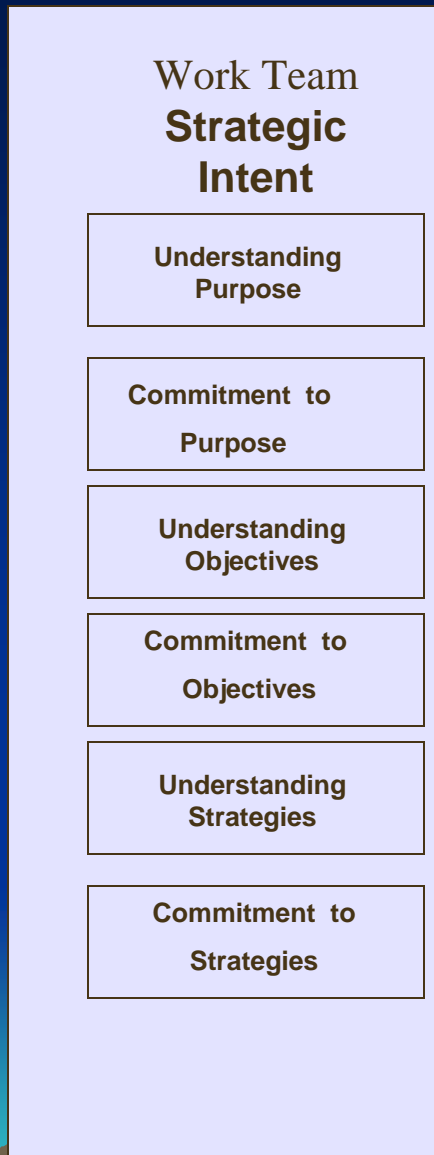 Work Team
Strategic
Intent
Understanding
Purpose
Commitment to
Purpose
Understanding
Objectives
Commitment to
Objectives
Understanding
Strategies
Commitment to
Strategies